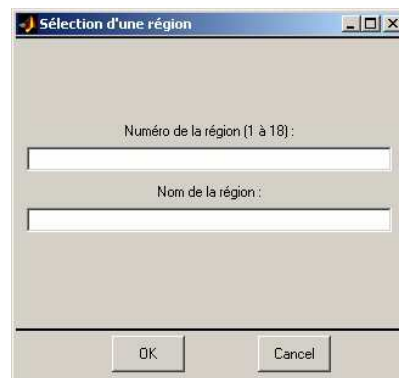 Sélection d'une région
Numéro de la région (1 à 18) :
Nom de la région :
OK
Cancel